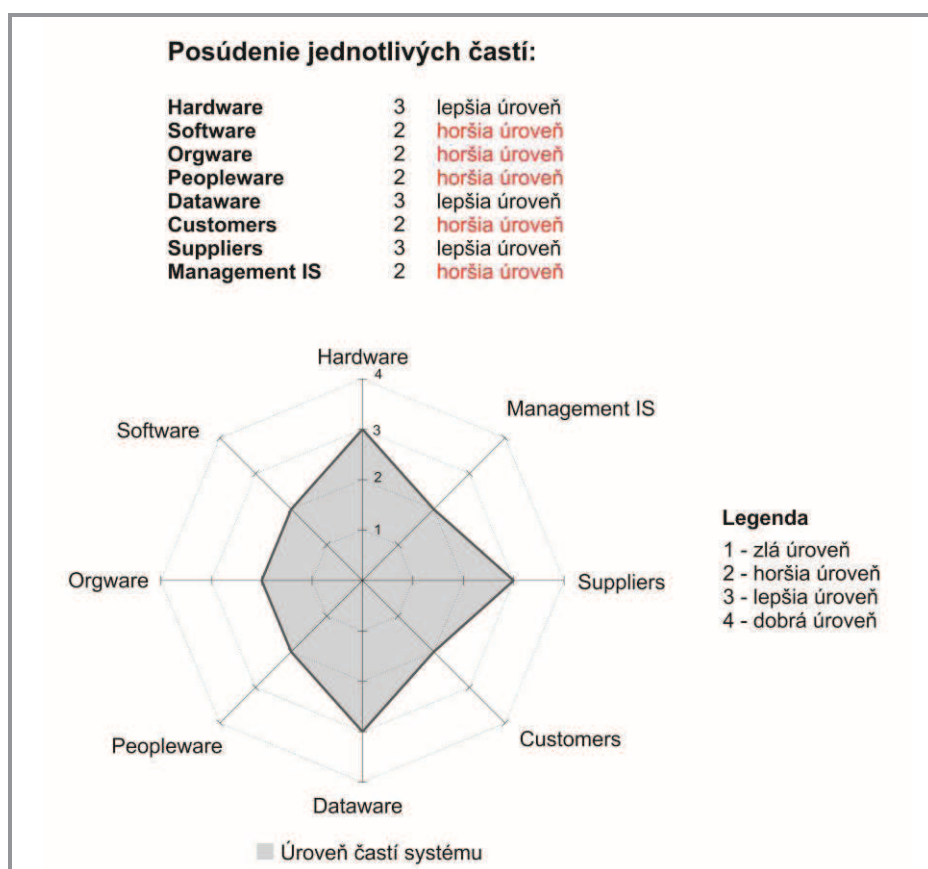 Posúdenie jednotlivých častí:
Hardware 3 lepšia úroveň
Software 2 horšia úroveň
Orgware 2 horšia úroveň
Peopleware 2 horšia úroveň
Dataware 3 lepšia úroveň
Customers 2 horšia úroveň
Suppliers 3 lepšia úroveň
Management IS 2 horšia úroveň
Hardware
4
Management IS
Software
3
2
1
Legenda
1 - zlá úroveň
2 - horšia úroveň
3 - lepšia úroveň
4 - dobrá úroveň
Orgware
Suppliers
Peopleware
Customers
Dataware
Úroveň častí systému